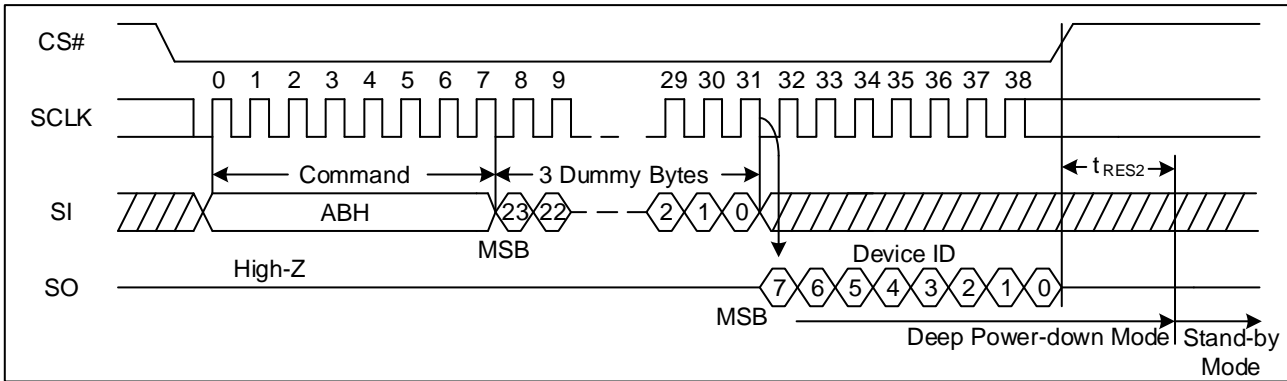 CS#
0 1 2 3 4 5 6 7 8 9 29 30 31 32 33 34 35 36 37 38
SCLK
Command 3 Dummy Bytes tRES2
SI ABH 23 22 2 1 0
MSB
High-Z Device ID
SO 7 6 5 4 3 2 1 0
MSB
Deep Power-down Mode Stand-by
Mode